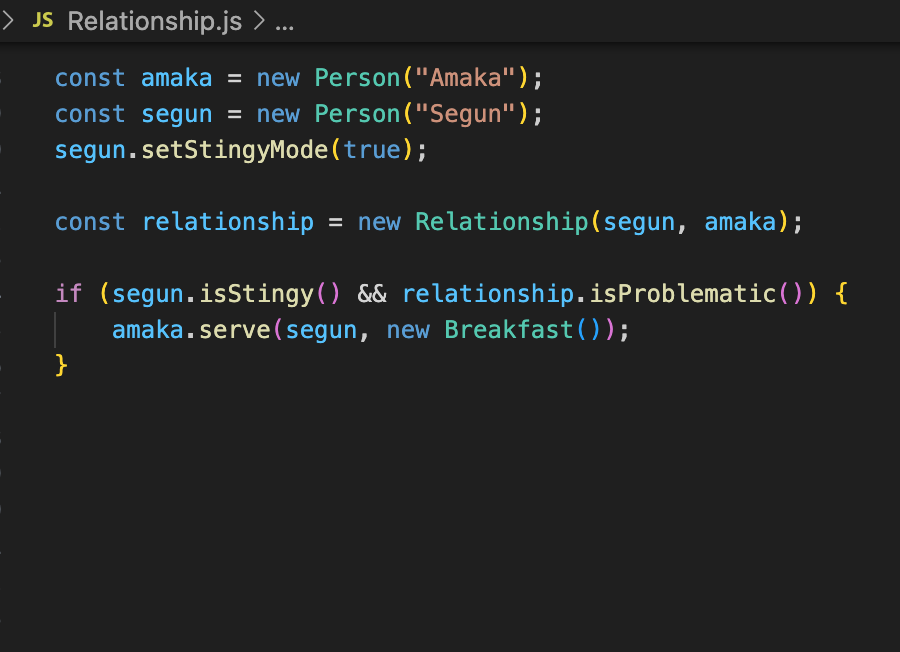 JS Relationship.js > ...
const amaka = new Person("Amaka");
const segun = new Person("Segun");
segun.setStingyMode(true);
const relationship = new Relationship(segun, amaka);
if (segun.isStingy() && relationship.isProblematic()) {
amaka.serve(segun, new Breakfast());
}